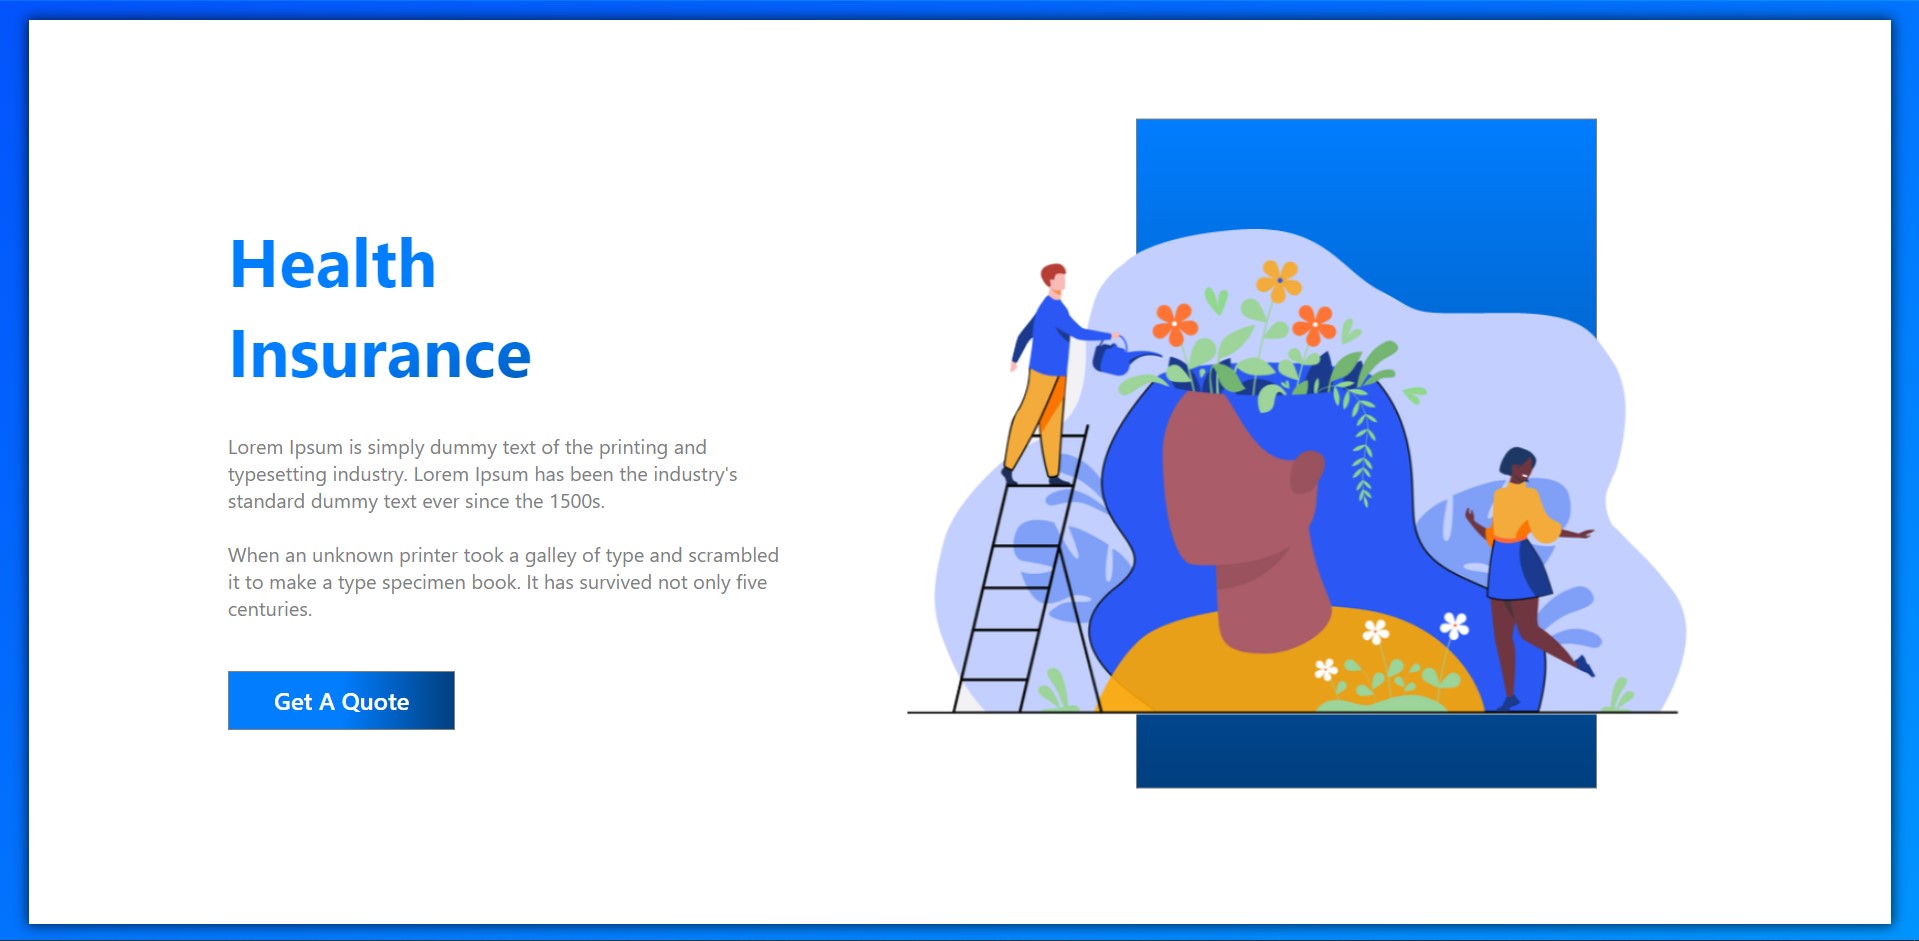 Health
Insurance
Lorem Ipsum is simply dummy text of the printing and
typesetting industry. Lorem Ipsum has been the industry's
standard dummy text ever since the 1500s.
When an unknown printer took a galley of type and scrambled
it to make a type specimen book. It has survived not only five
centuries.
Get A Quote